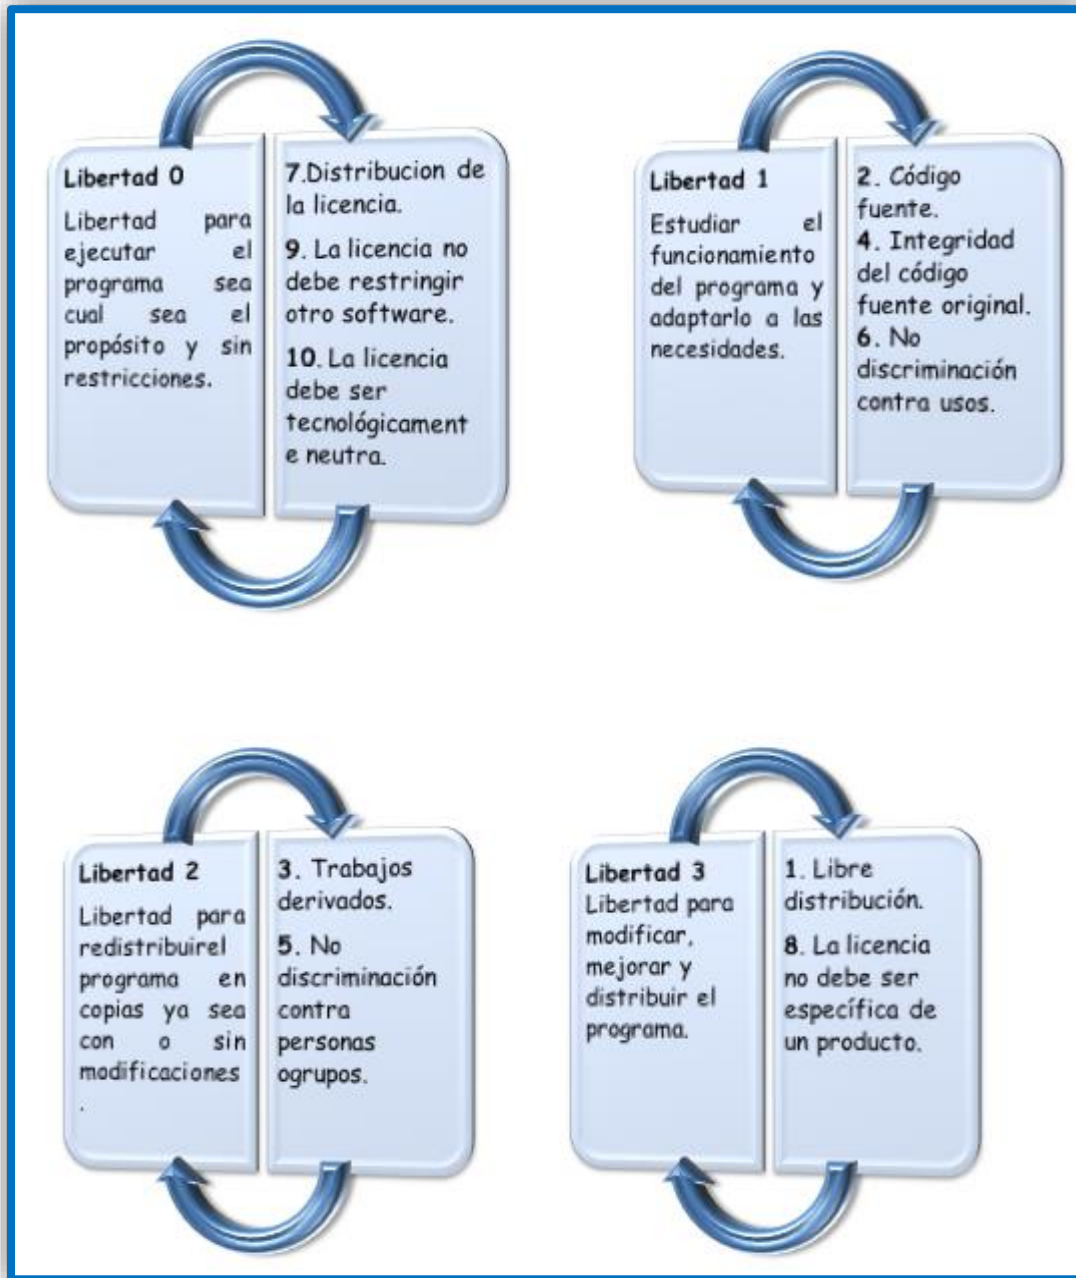 Libertad 0
Libertad para
ejecutar el
programa sea
cual sea el
propósito y sin
restricciones.
7.Distribucion de
la licencia.
9. La licencia no
debe restringir
otro software.
10. La licencia
debe ser
tecnológicament
e neutra.
Libertad 1
Estudiar el
funcionamiento
del programa y
adaptarlo a las
necesidades.
2. Código
fuente.
4. Integridad
del código
fuente original.
6. No
discriminación
contra usos.
Libertad 2
Libertad para
redistribuirel
programa en
copias ya sea
con o sin
modificaciones
.
3. Trabajos
derivados.
5. No
discriminación
contra
personas
ogrupos.
Libertad 3
Libertad para
modificar,
mejorar y
distribuir el
programa.
1. Libre
distribución.
8. La licencia
no debe ser
específica de
un producto.